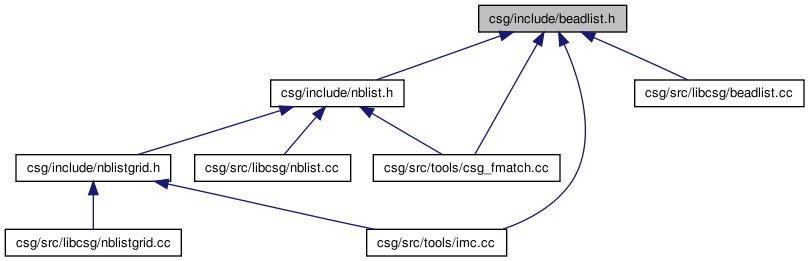 csg/include/beadlist.h
csg/include/nblist.h
csg/src/libcsg/beadlist.cc
csg/include/nblistgrid.h
csg/src/libcsg/nblist.cc
csg/src/tools/csg_fmatch.cc
csg/src/libcsg/nblistgrid.cc
csg/src/tools/imc.cc